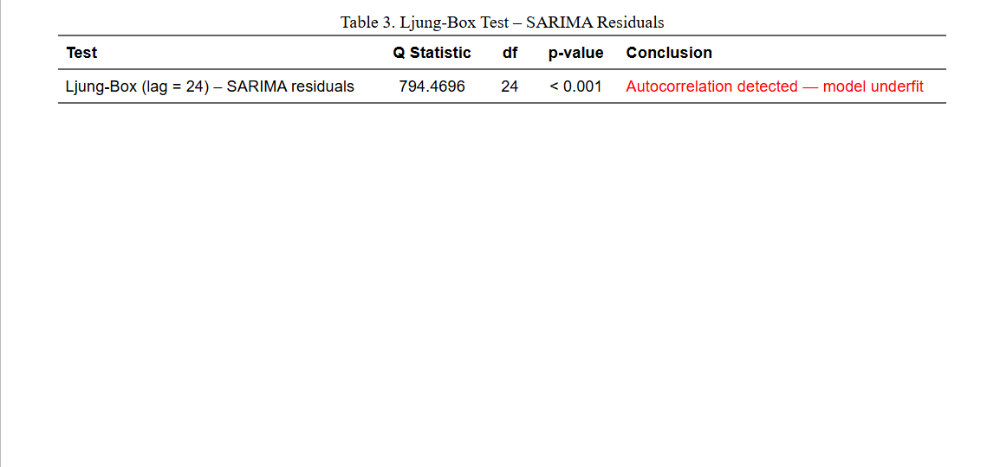 Table 3. Ljung-Box Test – SARIMA Residuals
Test Q Statistic df p-value Conclusion
Ljung-Box (lag = 24) – SARIMA residuals 794.4696 24 < 0.001 Autocorrelation detected — model underfit